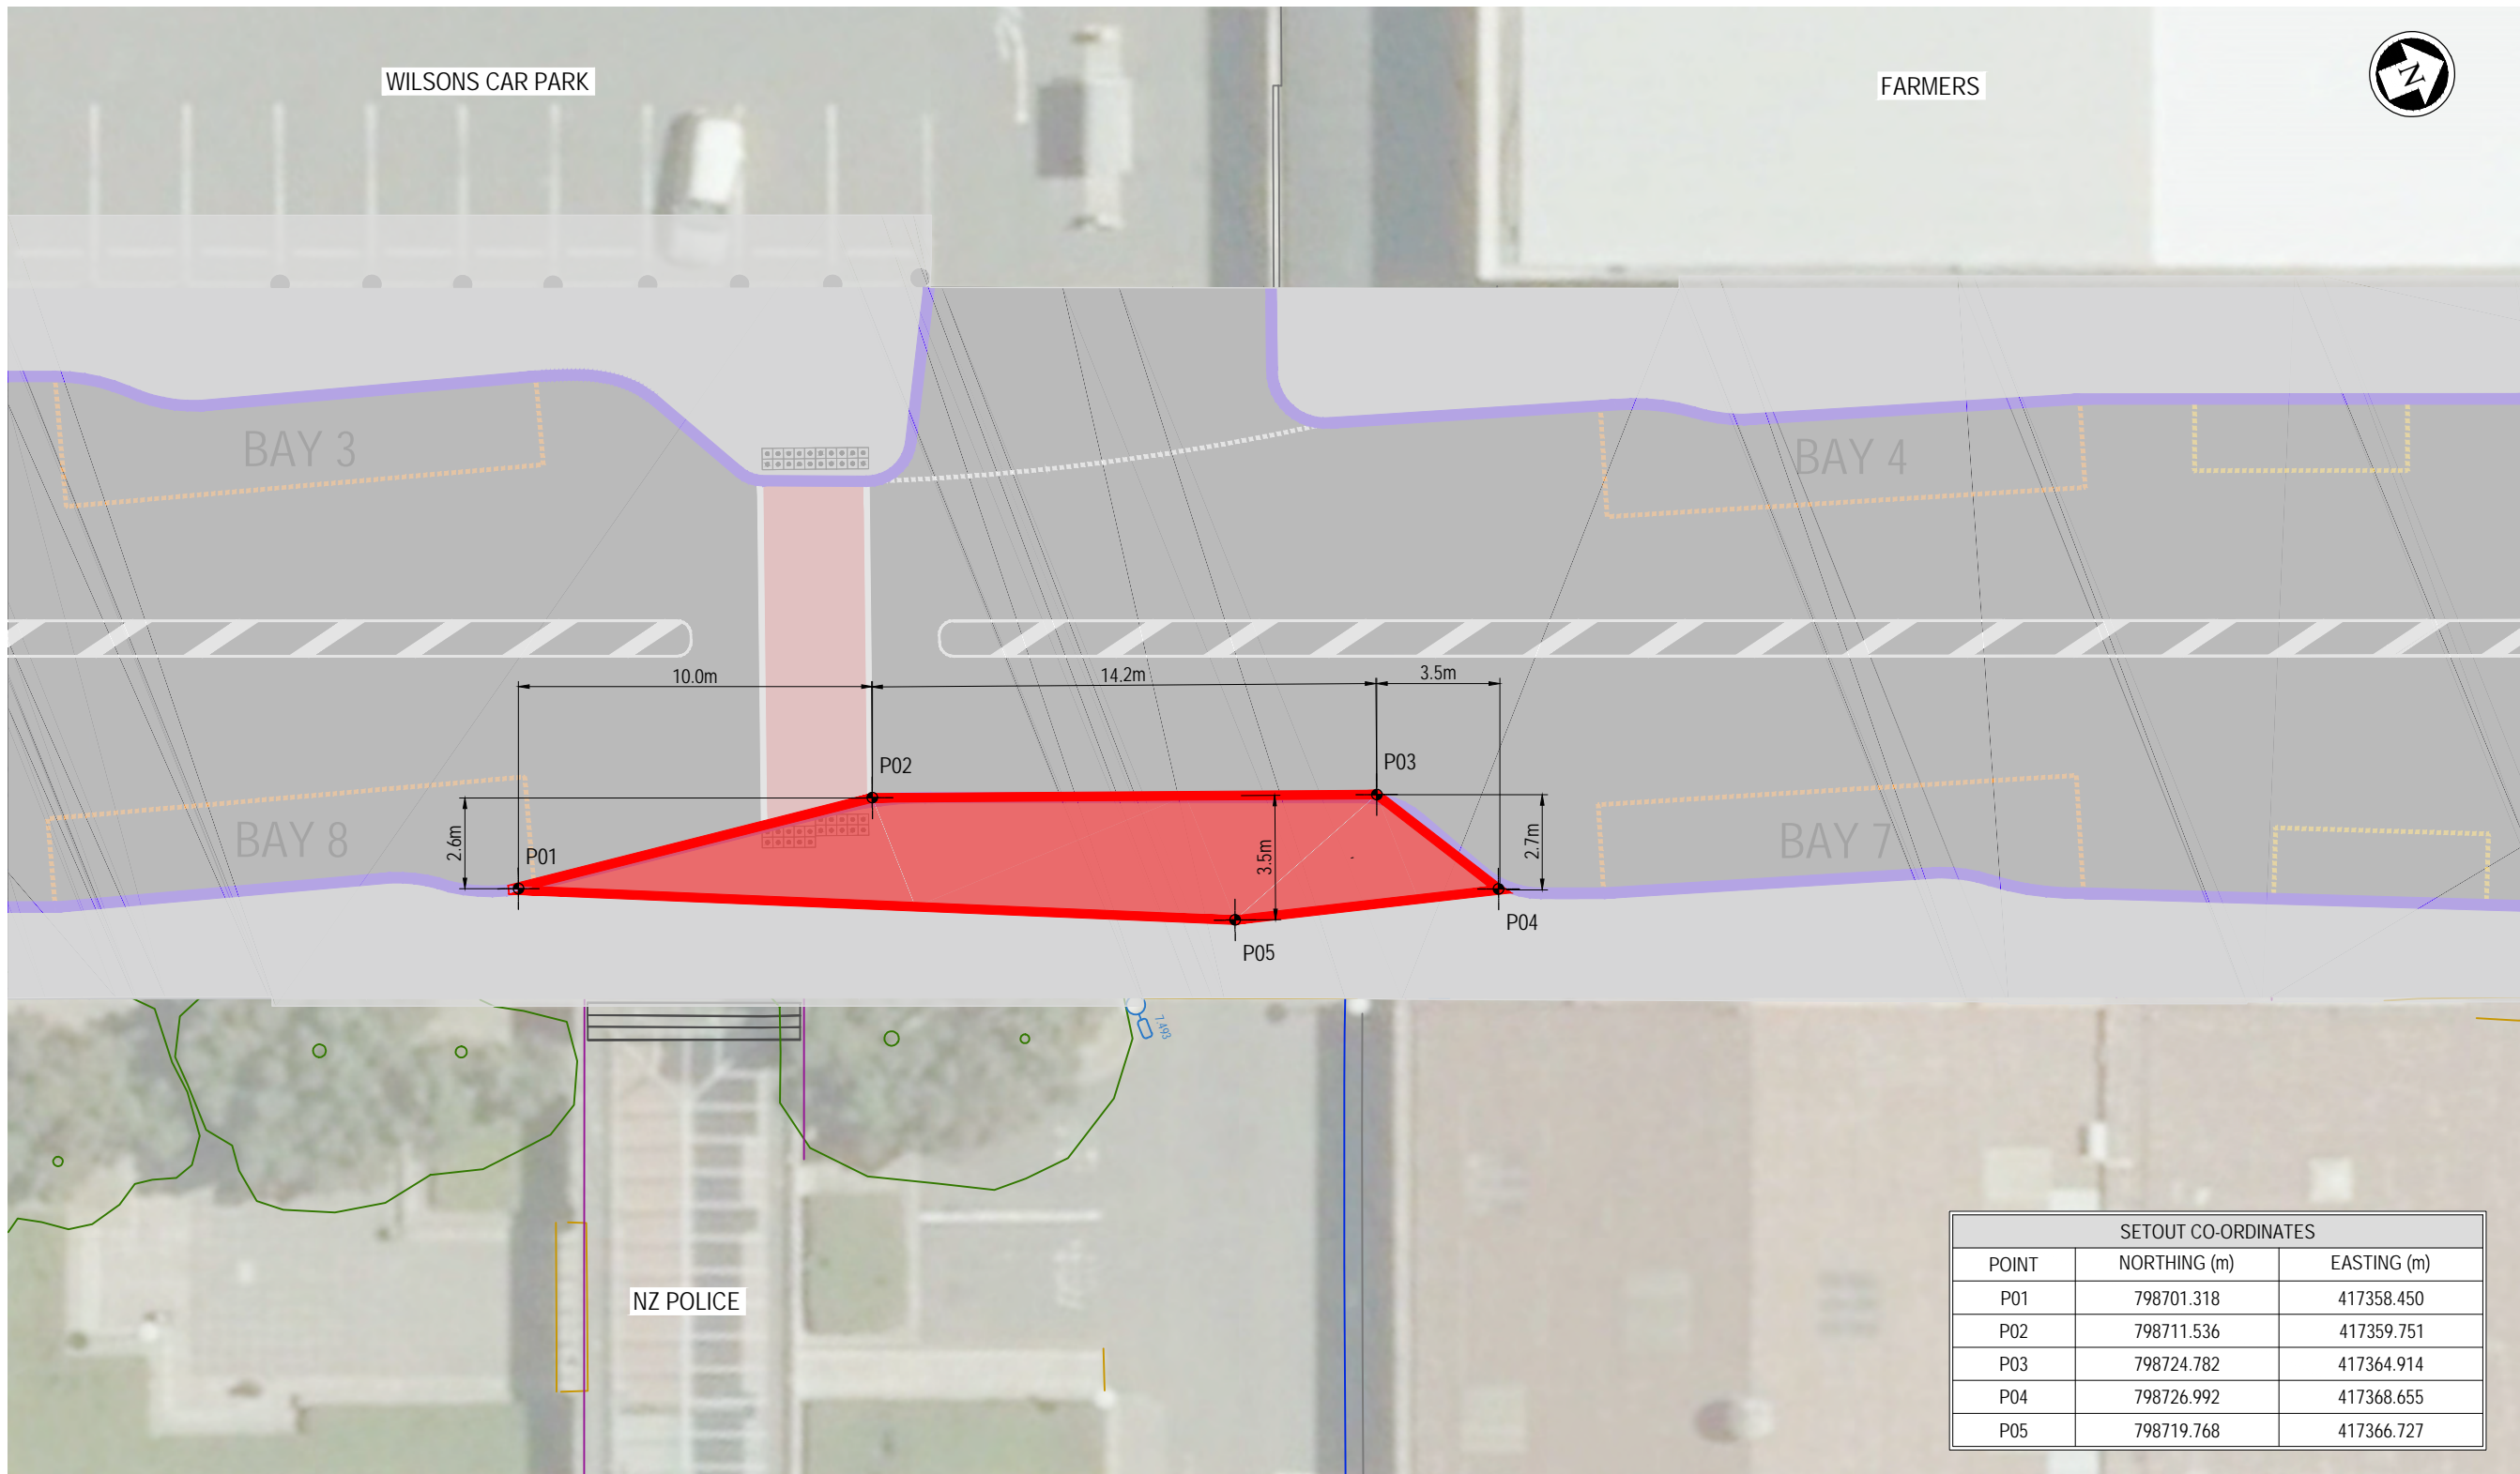 WILSONS CAR PARK
FARMERS
N
BAY 3
BAY 4
10.0m
14.2m
3.5m
P02
P03
2.6m
BAY 8
P01
3.5m
2.7m
BAY 7
P04
P05
7.493
NZ POLICE
SETOUT CO-ORDINATES
POINT NORTHING (m) EASTING (m)
P01 798701.318 417358.450
P02 798711.536 417359.751
P03 798724.782 417364.914
P04 798726.992 417368.655
P05 798719.768 417366.727